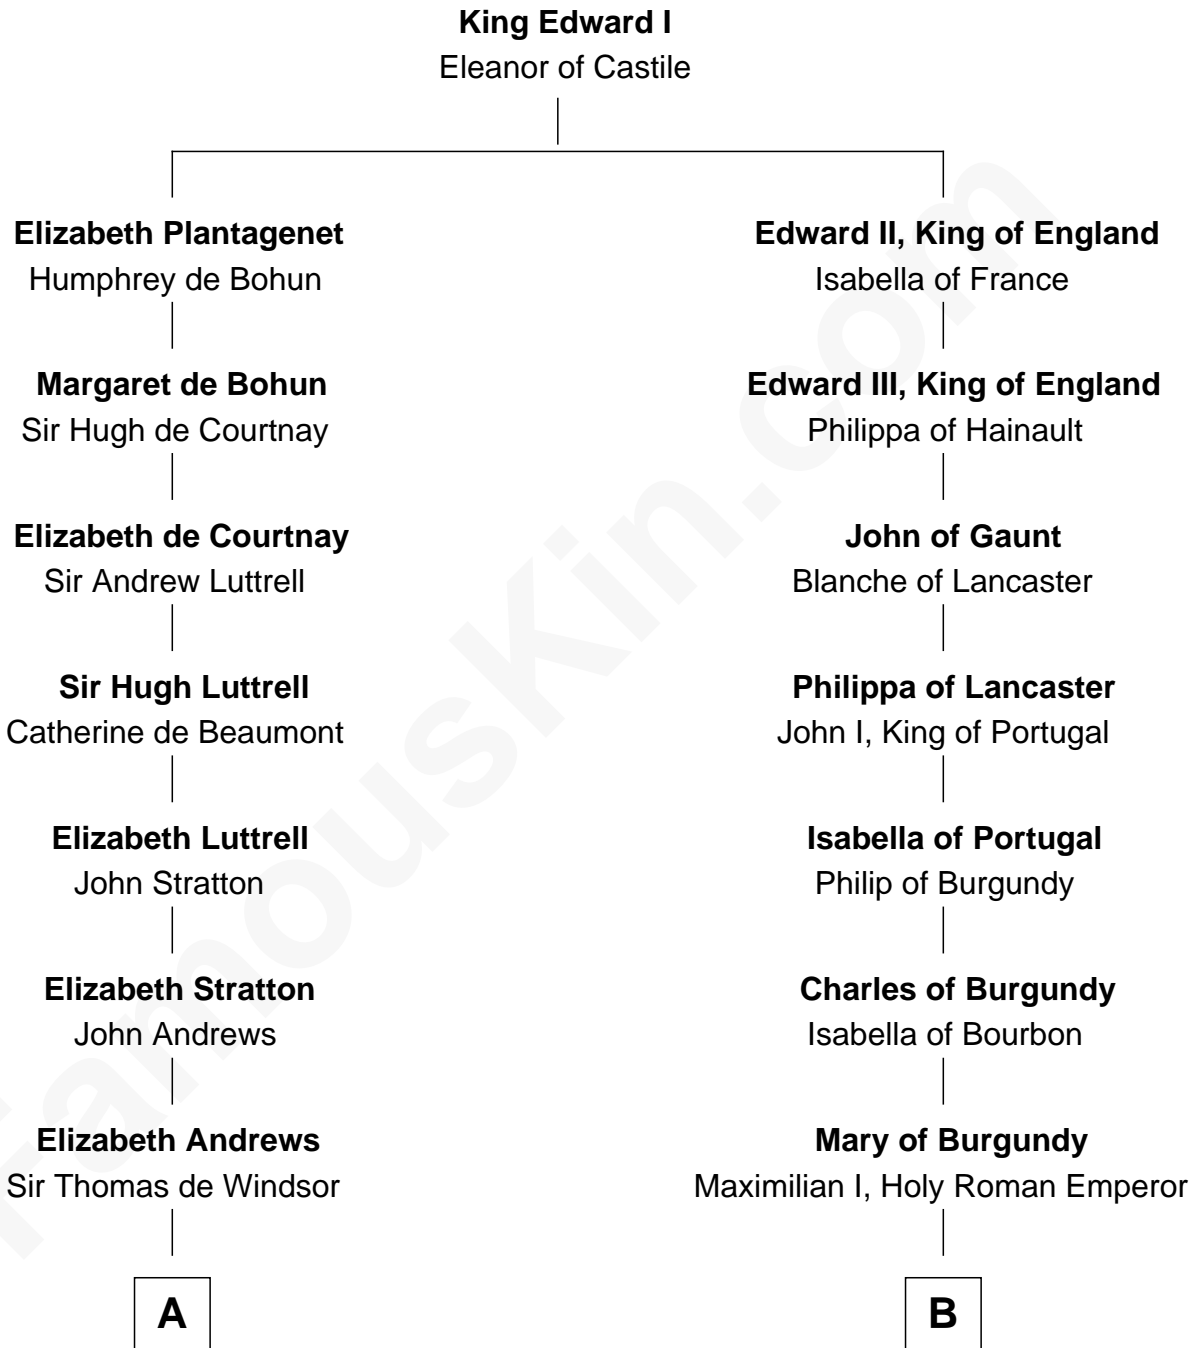 King Edward I
Eleanor of Castile
Elizabeth Plantagenet
Humphrey de Bohun
Edward II, King of England
Isabella of France
Margaret de Bohun
Sir Hugh de Courtnay
Edward III, King of England
Philippa of Hainault
Elizabeth de Courtnay
Sir Andrew Luttrell
John of Gaunt
Blanche of Lancaster
Sir Hugh Luttrell
Catherine de Beaumont
Philippa of Lancaster
John I, King of Portugal
Elizabeth Luttrell
John Stratton
Isabella of Portugal
Philip of Burgundy
Elizabeth Stratton
John Andrews
Charles of Burgundy
Isabella of Bourbon
Elizabeth Andrews
Sir Thomas de Windsor
Mary of Burgundy
Maximilian I, Holy Roman Emperor
A
B
FamousKin.com